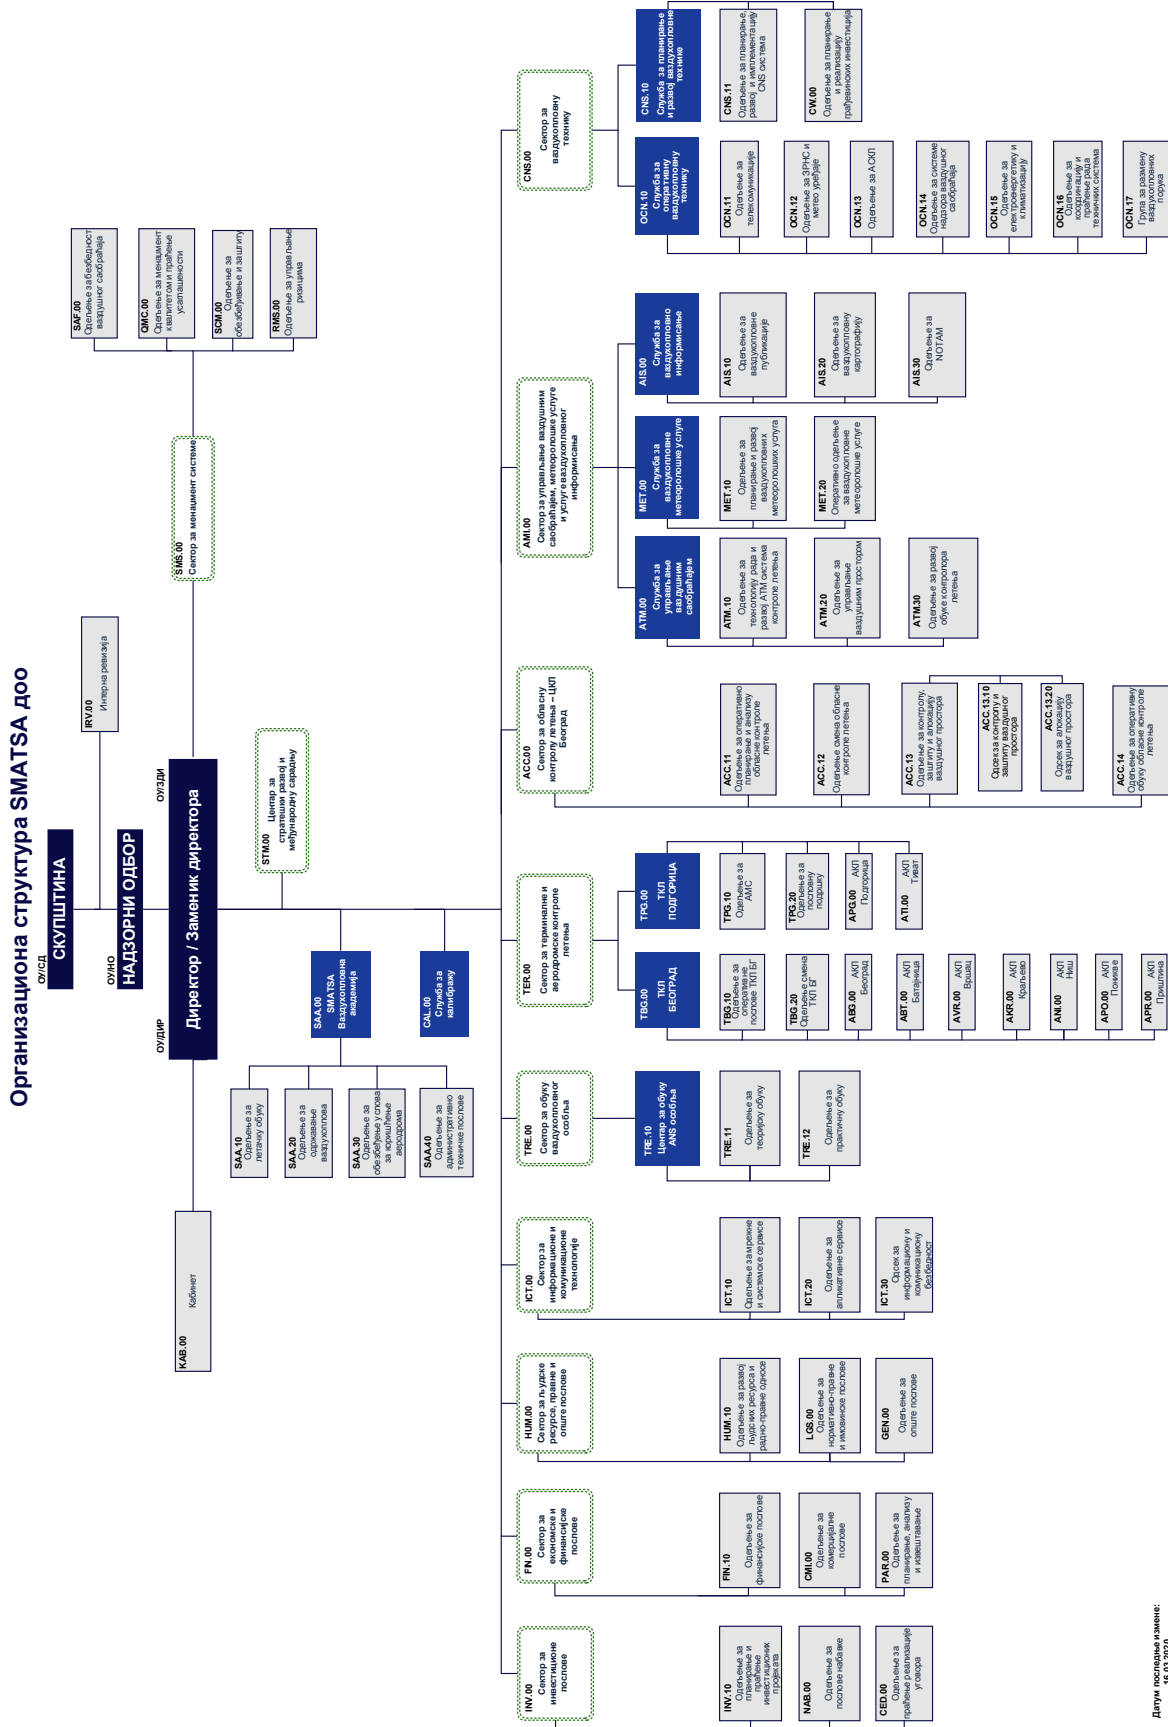 Организациона структура SMATSA доо
ОУ/СД
СКУПШТИНА
IRV.00
Интерна ревизија
ОУ/НО
НАДЗОРНИ ОДБОР
ОУ/ДИР
ОУ/ЗДИ
Директор / Заменик директора
KAB.00
Кабинет
SMS.00
Сектор за менаџмент системе
SAF.00
Одељење за безбедност
ваздушног саобраћаја
QMC.00
Одељење за менаџмент
квалитетом и праћење
усаглашености
SCM.00
Одељење за
обезбеђивање и заштиту
RMS.00
Одељење за управљање
ризицима
STM.00
Центар за
стратешки развој и
међународну сарадњу
SAA.00
SMATSA
Ваздухопловна
академија
SAA.10
Одељење за
летачку обуку
SAA.20
Одељење за
одржавање
ваздухоплова
SAA.30
Одељење за
обезбеђење услова
за коришћење
аеродрома
SAA.40
Одељење за
административно
техничке послове
CAL.00
Служба за
калибражу
INV.00
Сектор за
инвестиционе
послове
INV.10
Одељење за
планирање и
праћење
инвестиционих
пројеката
NAB.00
Одељење за
послове набавке
CED.00
Одељење за
праћење реализације
уговора
FIN.00
Сектор за
економске и
финансијске
послове
FIN.10
Одељење за
финансијске послове
CMI.00
Одељење за
комерцијалне
послове
PAR.00
Одељење за
планирање, анализу
и извештавање
HUM.00
Сектор за људске
ресурсе, правне и
опште послове
HUM.10
Одељење за развој
људских ресурса и
радно-правне односе
LGS.00
Одељење за
нормативно-правне
и имовинске послове
GEN.00
Одељење за
опште послове
ICT.00
Сектор за
информационе и
комуникационе
технологије
ICT.10
Одељење за мрежне
и системске сервисе
ICT.20
Одељење за
апликативне сервисе
ICT.30
Одсек за
информациону и
комуникациону
безбедност
TRE.00
Сектор за обуку
ваздухопловног
особља
TRE.10
Центар за обуку
ANS особља
TRE.11
Одељење за
теоријску обуку
TRE.12
Одељење за
практичну обуку
TER.00
Сектор за терминалне и
аеродромске контроле
летења
TBG.00
ТКЛ
БЕОГРАД
TBG.10
Одељење за
оперативне
послове ТКЛ БГ
TBG.20
Одељење смена
ТКЛ БГ
ABG.00
АКЛ
Београд
ABT.00
АКЛ
Батајница
AVR.00
АКЛ
Вршац
AKR.00
АКЛ
Краљево
ANI.00
АКЛ
Ниш
APO.00
АКЛ
Поникве
APR.00
АКЛ
Приштина
TPG.00
ТКЛ
ПОДГОРИЦА
TPG.10
Одељење за
АМС
TPG.20
Одељење за
пословну
подршку
APG.00
АКЛ
Подгорица
ATI.00
АКЛ
Тиват
ACC.00
Сектор за обласну
контролу летења – ЦКЛ
Београд
ACC.11
Одељење за оперативно
планирање и анализу
обласне контроле
летења
ACC.12
Одељење смена обласне
контроле летења
ACC.13
Одељење за контролу,
заштиту и алокацију
ваздушног простора
ACC.13.10
Одсек за контролу и
заштиту ваздушног
простора
ACC.13.20
Одсек за алокацију
ваздушног простора
ACC.14
Одељење за оперативну
обуку обласне контроле
летења
AMI.00
Сектор за управљање ваздушним
саобраћајем, метеоролошке услуге
и услуге ваздухопловног
информисања
ATM.00
Служба за
управљање
ваздушним
саобраћајем
ATM.10
Одељење за
технологију рада и
развој ATM система
контроле летења
ATM.20
Одељење за
управљање
ваздушним простором
ATM.30
Одељење за развој
обуке контролора
летења
MET.00
Служба за
ваздухопловне
метеоролошке услуге
MET.10
Одељење за
планирање и развој
ваздухопловних
метеоролошких услуга
MET.20
Оперативно одељење
за ваздухопловне
метеоролошке услуге
AIS.00
Служба за
ваздухопловно
информисање
AIS.10
Одељење за
ваздухопловне
публикације
AIS.20
Одељење за
ваздухопловну
картографију
AIS.30
Одељење за
NOTAM
CNS.00
Сектор за
ваздухопловну
технику
OCN.10
Служба за
оперативну
ваздухопловну
технику
OCN.11
Одељење за
телекомуникације
OCN.12
Одељење за ЗРНС и
метео уређаје
OCN.13
Одељење за АСКЛ
OCN.14
Одељење за системе
надзора ваздушног
саобраћаја
OCN.15
Одељење за
електроенергетику и
климатизацију
OCN.16
Одељење за
координацију и
праћење рада
техничких система
OCN.17
Група за размену
ваздухопловних
порука
CNS.10
Служба за планирање
и развој ваздухопловне
технике
CNS.11
Одељење за планирање,
развој и имплементацију
CNS система
CW.00
Одељење за планирање
и реализацију
грађевинских инвестиција
Датум последње измене:
16.03.2020